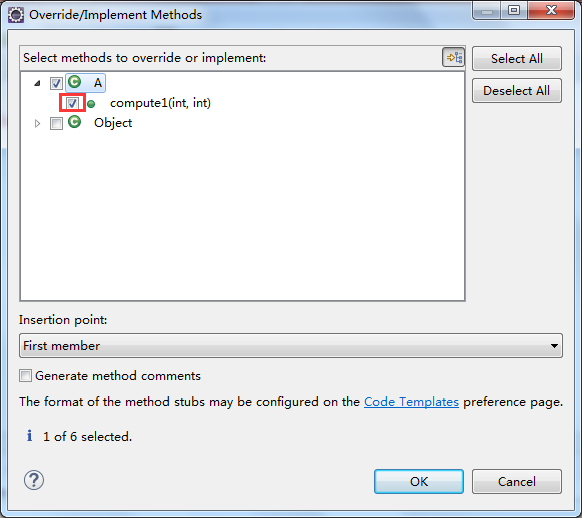 Override/Implement Methods
Select methods to override or implement:
Select All
Deselect All
C A
compute1(int, int)
C Object
Insertion point:
First member
Generate method comments
The format of the method stubs may be configured on the Code Templates preference page.
i 1 of 6 selected.
?
OK
Cancel